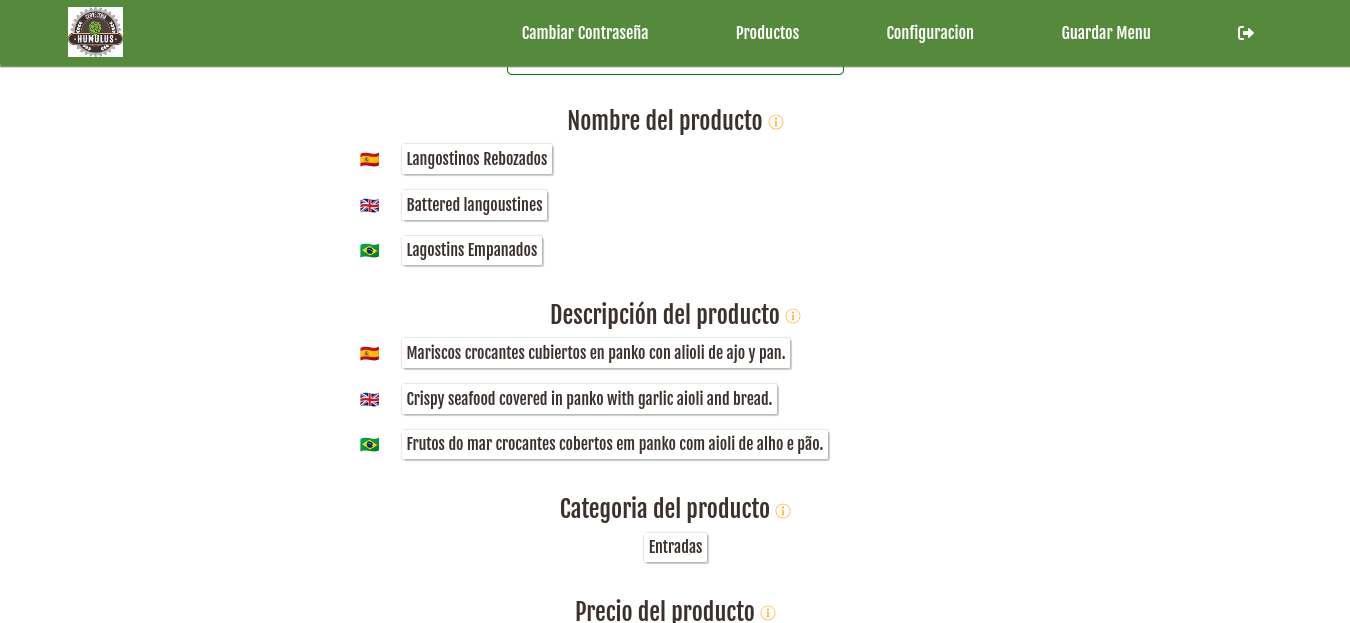 CERVECERIA
HUMULUS
Cambiar Contraseña
Productos
Configuracion
Guardar Menu
Nombre del producto
Langostinos Rebozados
Battered langoustines
Lagostins Empanados
Descripción del producto
Mariscos crocantes cubiertos en panko con alioli de ajo y pan.
Crispy seafood covered in panko with garlic aioli and bread.
Frutos do mar crocantes cobertos em panko com aioli de alho e pão.
Categoria del producto
Entradas
Precio del producto